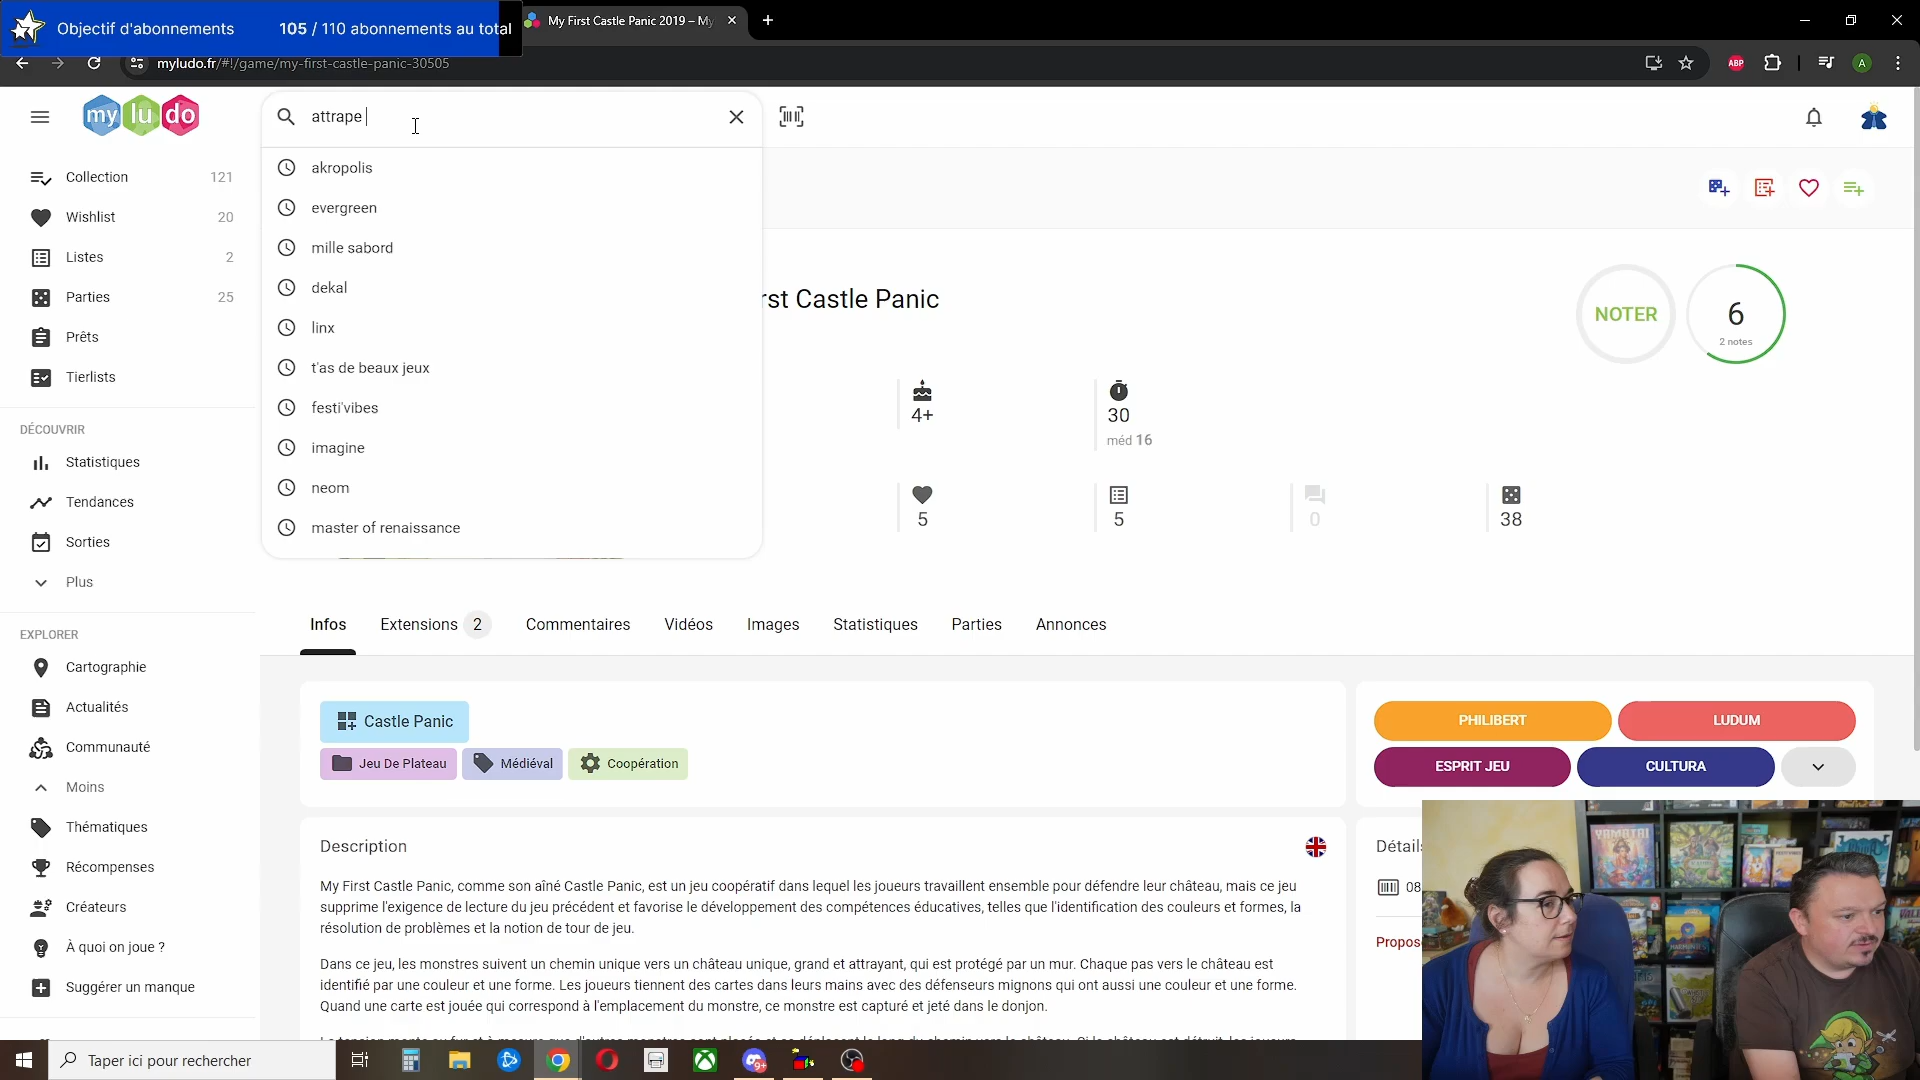 Objectif d'abonnements 105 / 110 abonnements au total
My First Castle Panic 2019 – My
myludo.fr/#!/game/my-first-castle-panic-30505
ABP
A
my lu do
attrape
Collection 121
Wishlist 20
Listes 2
Parties 25
Prêts
Tierlists
DÉCOUVRIR
Statistiques
Tendances
Sorties
Plus
EXPLORER
Cartographie
Actualités
Communauté
Moins
Thématiques
Récompenses
Créateurs
À quoi on joue ?
Suggérer un manque
akropolis
evergreen
mille sabord
dekal
linx
t'as de beaux jeux
festi'vibes
imagine
neom
master of renaissance
rst Castle Panic
NOTER
6
2 notes
4+
30
méd 16
5
5
0
38
Infos Extensions 2 Commentaires Vidéos Images Statistiques Parties Annonces
Castle Panic
Jeu De Plateau Médiéval Coopération
PHILIBERT LUDUM
ESPRIT JEU CULTURA
Description
My First Castle Panic, comme son aîné Castle Panic, est un jeu coopératif dans lequel les joueurs travaillent ensemble pour défendre leur château, mais ce jeu
supprime l'exigence de lecture du jeu précédent et favorise le développement des compétences éducatives, telles que l'identification des couleurs et formes, la
résolution de problèmes et la notion de tour de jeu.
Dans ce jeu, les monstres suivent un chemin unique vers un château unique, grand et attrayant, qui est protégé par un mur. Chaque pas vers le château est
identifié par une couleur et une forme. Les joueurs tiennent des cartes dans leurs mains avec des défenseurs mignons qui ont aussi une couleur et une forme.
Quand une carte est jouée qui correspond à l'emplacement du monstre, ce monstre est capturé et jeté dans le donjon.
Détails
08
Propos
YAMATAI
Taper ici pour rechercher
9+